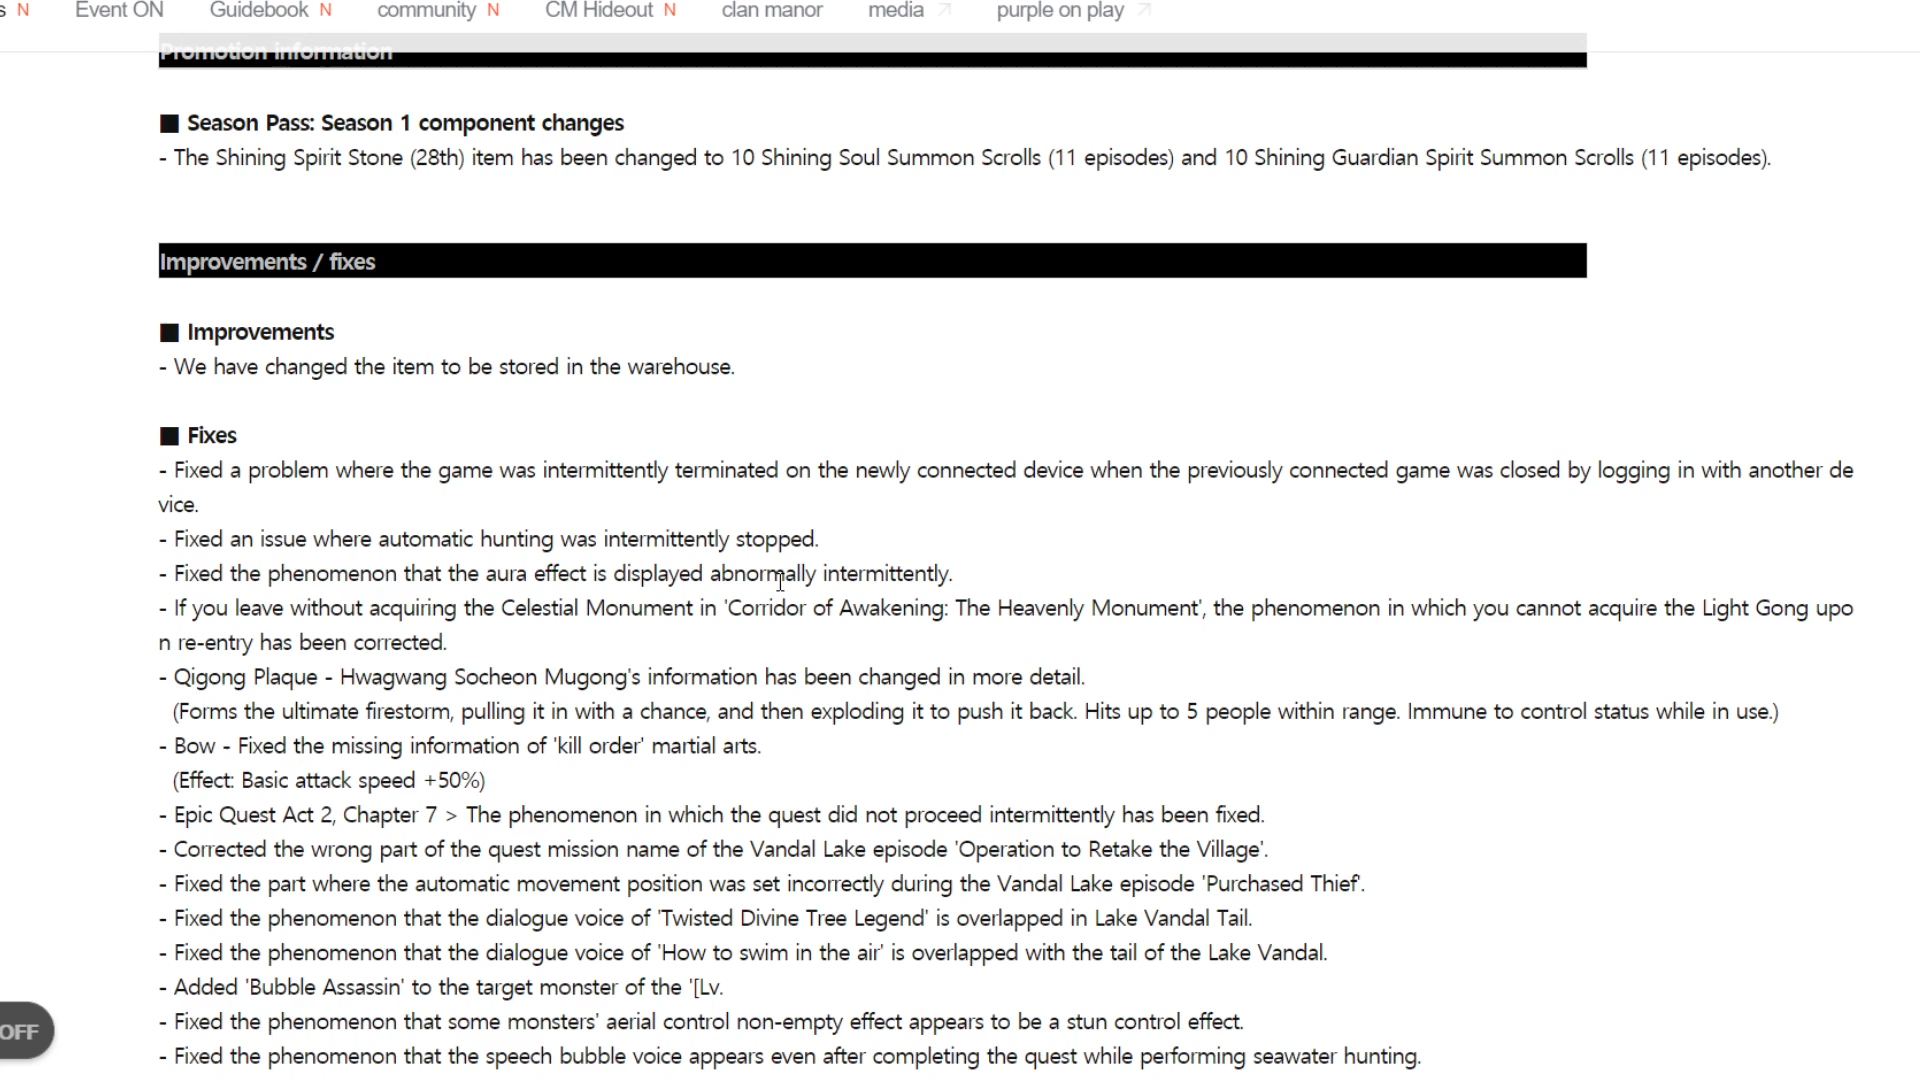 s N Event ON Guidebook N community N CM Hideout N clan manor media purple on play
Promotion information
■ Season Pass: Season 1 component changes
- The Shining Spirit Stone (28th) item has been changed to 10 Shining Soul Summon Scrolls (11 episodes) and 10 Shining Guardian Spirit Summon Scrolls (11 episodes).
Improvements / fixes
■ Improvements
- We have changed the item to be stored in the warehouse.
■ Fixes
- Fixed a problem where the game was intermittently terminated on the newly connected device when the previously connected game was closed by logging in with another de
vice.
- Fixed an issue where automatic hunting was intermittently stopped.
- Fixed the phenomenon that the aura effect is displayed abnormally intermittently.
- If you leave without acquiring the Celestial Monument in 'Corridor of Awakening: The Heavenly Monument', the phenomenon in which you cannot acquire the Light Gong upo
n re-entry has been corrected.
- Qigong Plaque - Hwagwang Socheon Mugong's information has been changed in more detail.
(Forms the ultimate firestorm, pulling it in with a chance, and then exploding it to push it back. Hits up to 5 people within range. Immune to control status while in use.)
- Bow - Fixed the missing information of 'kill order' martial arts.
(Effect: Basic attack speed +50%)
- Epic Quest Act 2, Chapter 7 > The phenomenon in which the quest did not proceed intermittently has been fixed.
- Corrected the wrong part of the quest mission name of the Vandal Lake episode 'Operation to Retake the Village'.
- Fixed the part where the automatic movement position was set incorrectly during the Vandal Lake episode 'Purchased Thief'.
- Fixed the phenomenon that the dialogue voice of 'Twisted Divine Tree Legend' is overlapped in Lake Vandal Tail.
- Fixed the phenomenon that the dialogue voice of 'How to swim in the air' is overlapped with the tail of the Lake Vandal.
- Added 'Bubble Assassin' to the target monster of the '[Lv.
OFF
- Fixed the phenomenon that some monsters' aerial control non-empty effect appears to be a stun control effect.
- Fixed the phenomenon that the speech bubble voice appears even after completing the quest while performing seawater hunting.